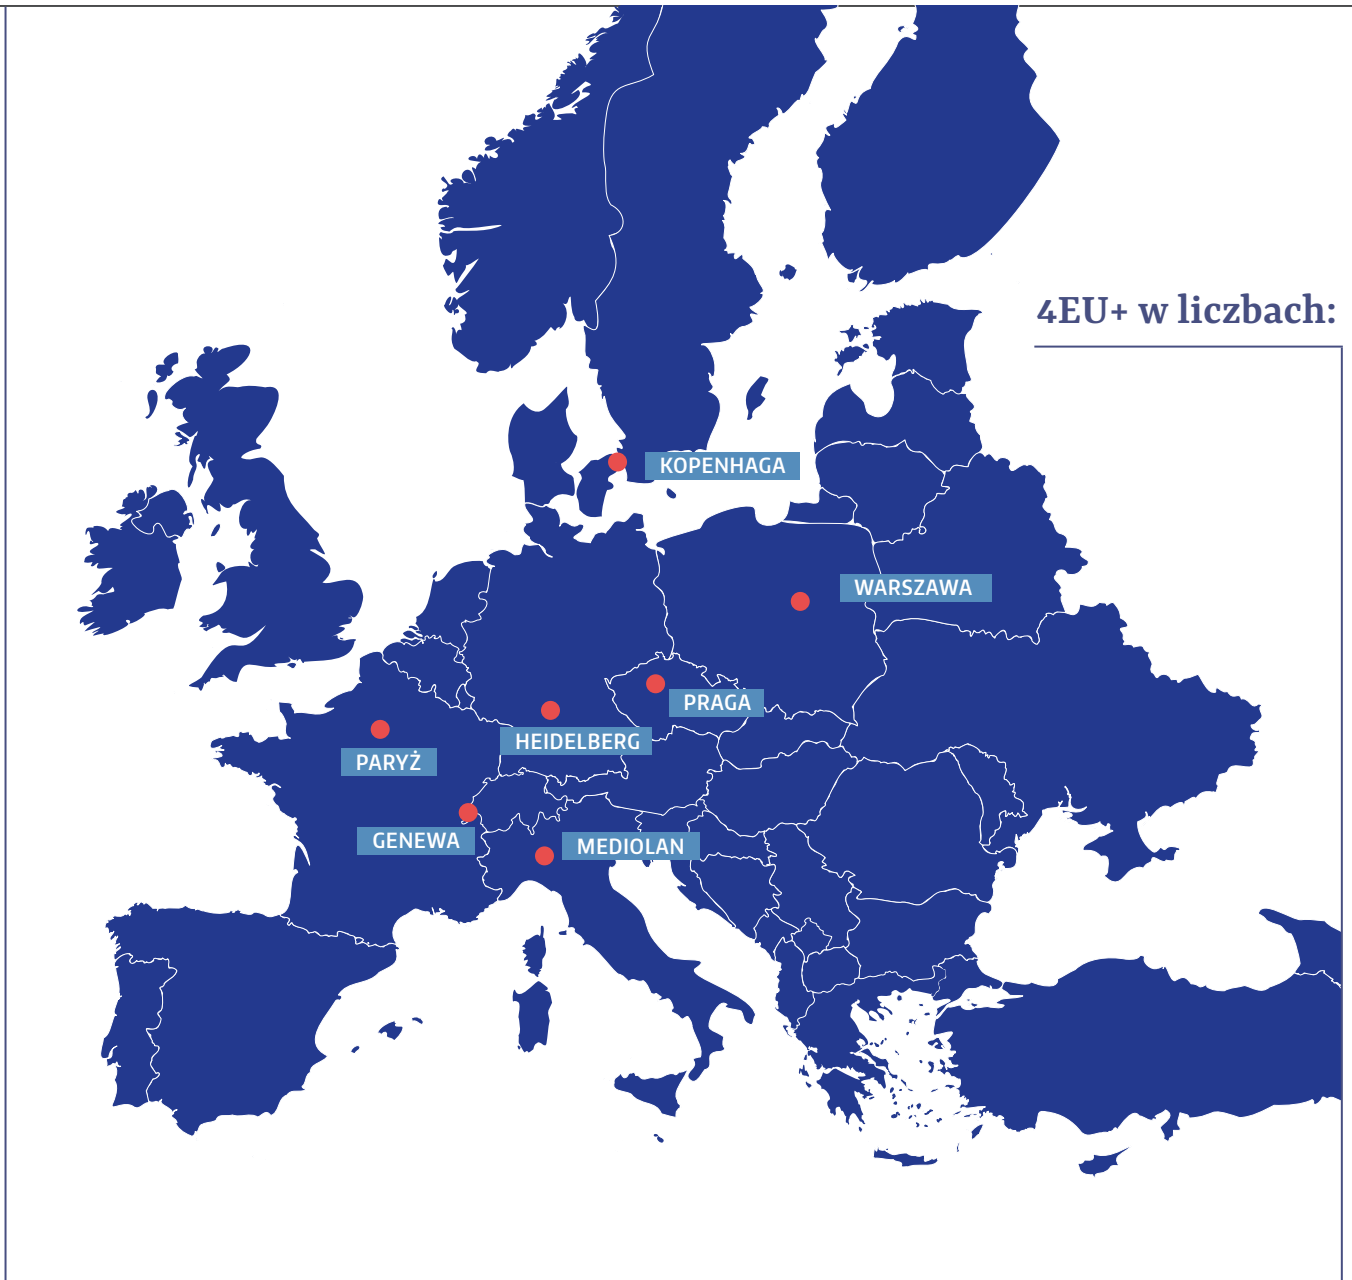 4EU+ w liczbach:
KOPENHAGA
WARSZAWA
PRAGA
HEIDELBERG
PARYŻ
GENEWA
MEDIOLAN